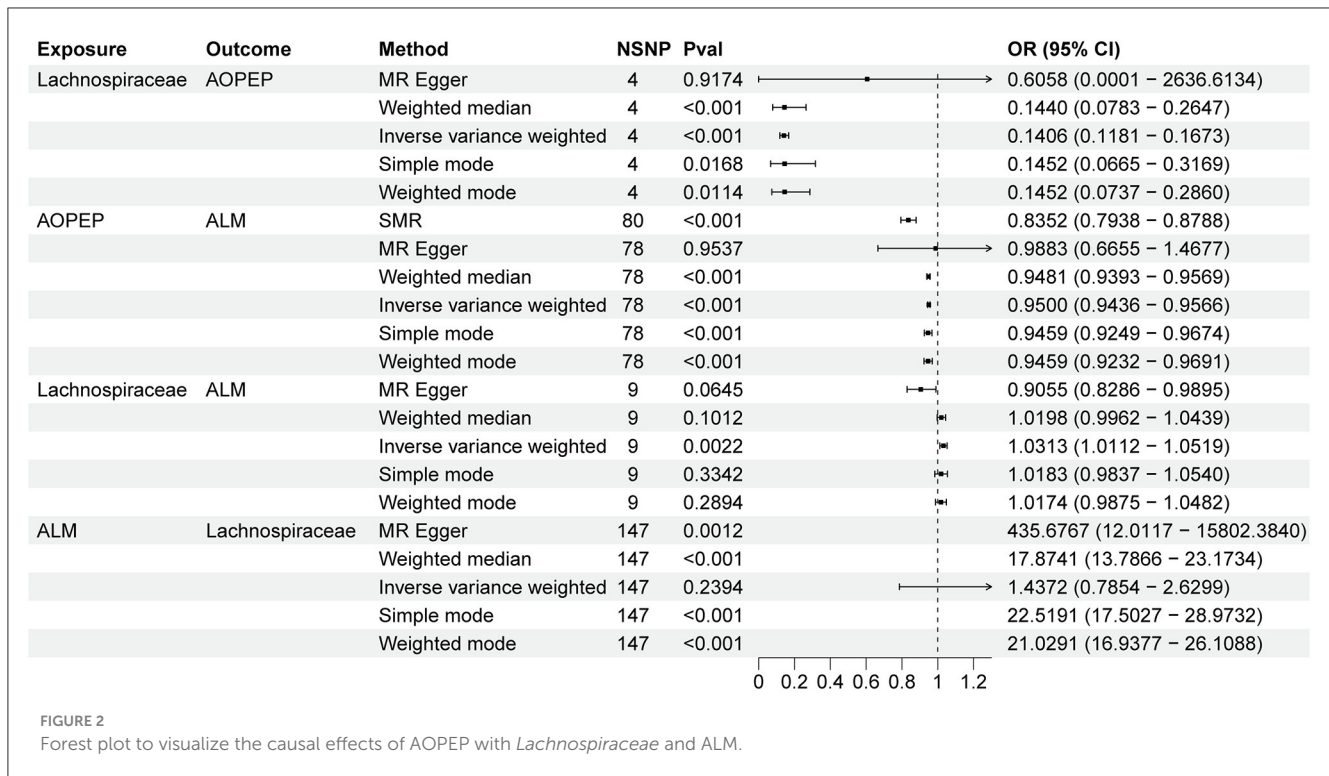 Exposure Outcome Method NSNP Pval OR (95% CI)
Lachnospiraceae AOPEP MR Egger 4 0.9174 0.6058 (0.0001 − 2636.6134)
Weighted median 4 <0.001 0.1440 (0.0783 − 0.2647)
Inverse variance weighted 4 <0.001 0.1406 (0.1181 − 0.1673)
Simple mode 4 0.0168 0.1452 (0.0665 − 0.3169)
Weighted mode 4 0.0114 0.1452 (0.0737 − 0.2860)
AOPEP ALM SMR 80 <0.001 0.8352 (0.7938 − 0.8788)
MR Egger 78 0.9537 0.9883 (0.6655 − 1.4677)
Weighted median 78 <0.001 0.9481 (0.9393 − 0.9569)
Inverse variance weighted 78 <0.001 0.9500 (0.9436 − 0.9566)
Simple mode 78 <0.001 0.9459 (0.9249 − 0.9674)
Weighted mode 78 <0.001 0.9459 (0.9232 − 0.9691)
Lachnospiraceae ALM MR Egger 9 0.0645 0.9055 (0.8286 − 0.9895)
Weighted median 9 0.1012 1.0198 (0.9962 − 1.0439)
Inverse variance weighted 9 0.0022 1.0313 (1.0112 − 1.0519)
Simple mode 9 0.3342 1.0183 (0.9837 − 1.0540)
Weighted mode 9 0.2894 1.0174 (0.9875 − 1.0482)
ALM Lachnospiraceae MR Egger 147 0.0012 435.6767 (12.0117 − 15802.3840)
Weighted median 147 <0.001 17.8741 (13.7866 − 23.1734)
Inverse variance weighted 147 0.2394 1.4372 (0.7854 − 2.6299)
Simple mode 147 <0.001 22.5191 (17.5027 − 28.9732)
Weighted mode 147 <0.001 21.0291 (16.9377 − 26.1088)
0 0.2 0.4 0.6 0.8 1 1.2
FIGURE 2
Forest plot to visualize the causal effects of AOPEP with Lachnospiraceae and ALM.